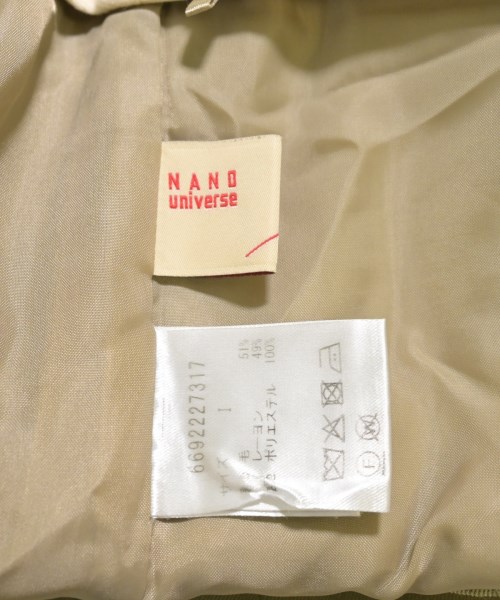 NANO
universe
6692227317
サイズ I
毛 51%
レーヨン 49%
ポリエステル 100%
F
W